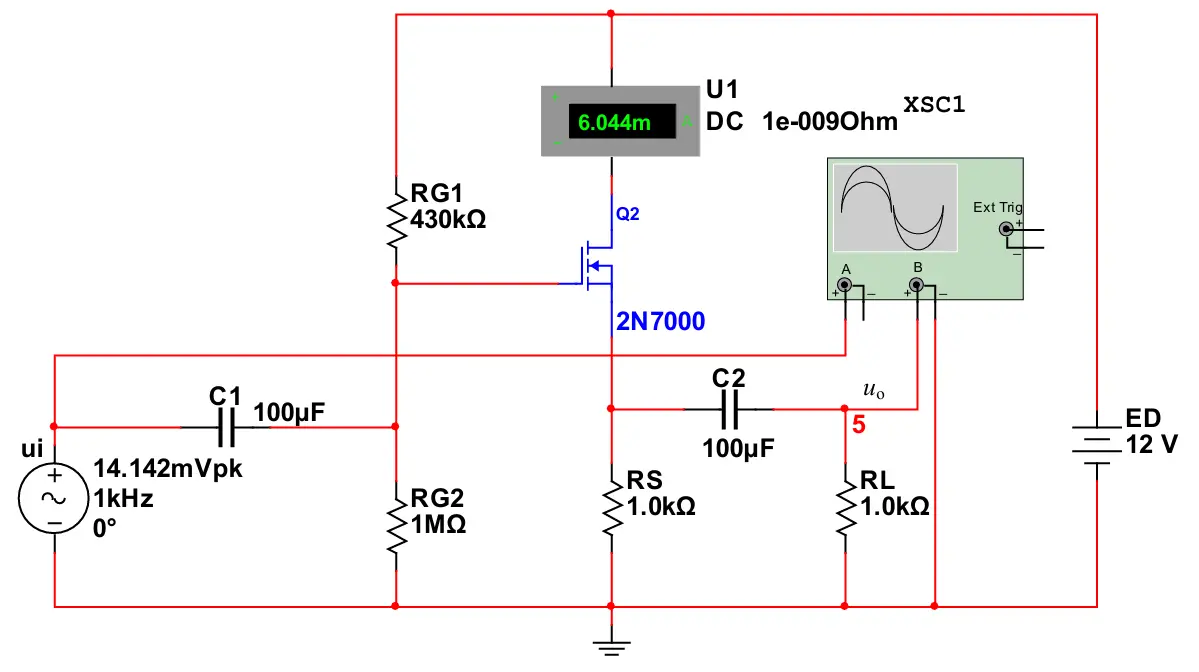 U1
XSC1
6.044m
A
DC 1e-009Ohm
RG1
430kΩ
Q2
Ext Trig
+
−
A
B
+
−
+
−
2N7000
C1
100µF
C2
100µF
uo
5
ui
+
−
14.142mVpk
1kHz
0°
RG2
1MΩ
RS
1.0kΩ
RL
1.0kΩ
ED
12 V